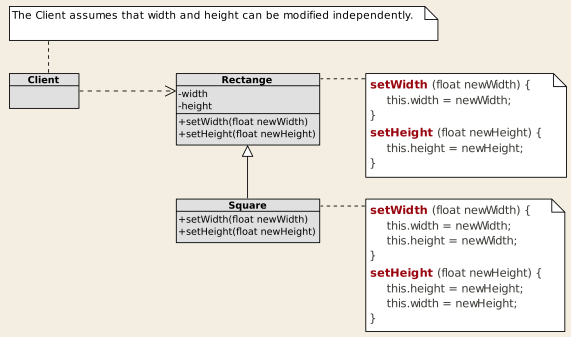 The Client assumes that width and height can be modified independently.
Client
Rectange
-width
-height
+setWidth(float newWidth)
+setHeight(float newHeight)
setWidth (float newWidth) {
this.width = newWidth;
}
setHeight (float newHeight) {
this.height = newHeight;
}
Square
+setWidth(float newWidth)
+setHeight(float newHeight)
setWidth (float newWidth) {
this.width = newWidth;
this.height = newWidth;
}
setHeight (float newHeight) {
this.height = newHeight;
this.width = newHeight;
}